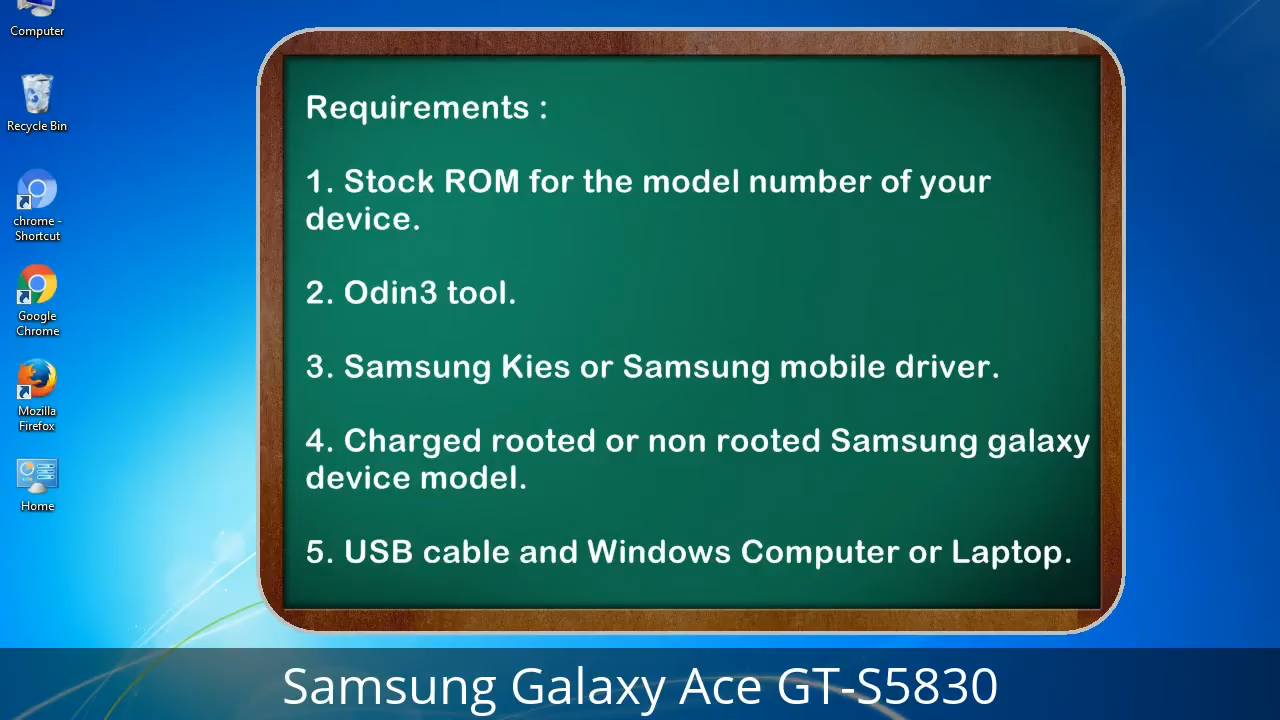 Computer
Recycle Bin
chrome -
Shortcut
Google
Chrome
Mozilla
Firefox
Home
Requirements :
1. Stock ROM for the model number of your
device.
2. Odin3 tool.
3. Samsung Kies or Samsung mobile driver.
4. Charged rooted or non rooted Samsung galaxy
device model.
5. USB cable and Windows Computer or Laptop.
Samsung Galaxy Ace GT-S5830